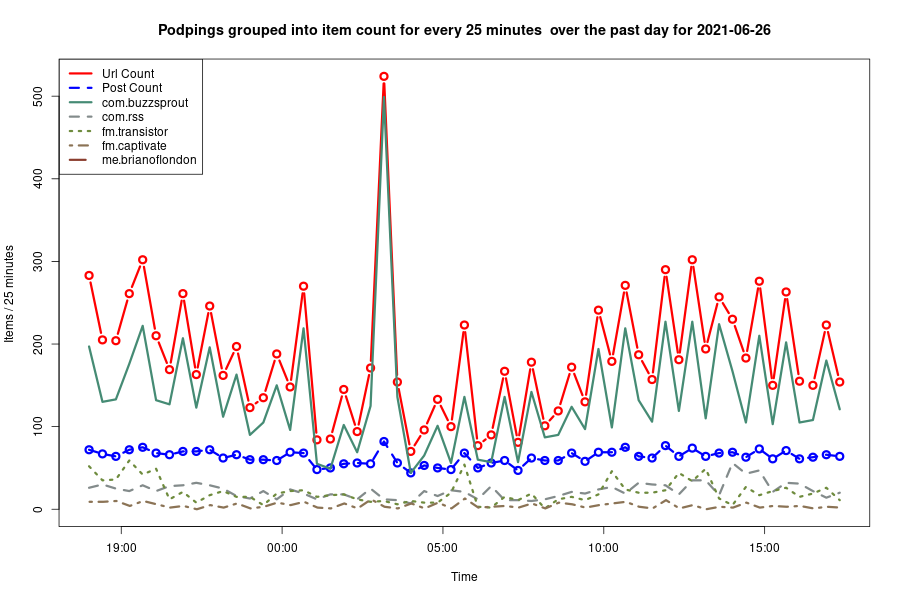 Podpings grouped into item count for every 25 minutes  over the past day for 2021-06-26
Url Count
Post Count
com.buzzsprout
com.rss
fm.transistor
fm.captivate
me.brianoflondon
Items / 25 minutes
500
400
300
200
100
0
19:00
00:00
05:00
10:00
15:00
Time